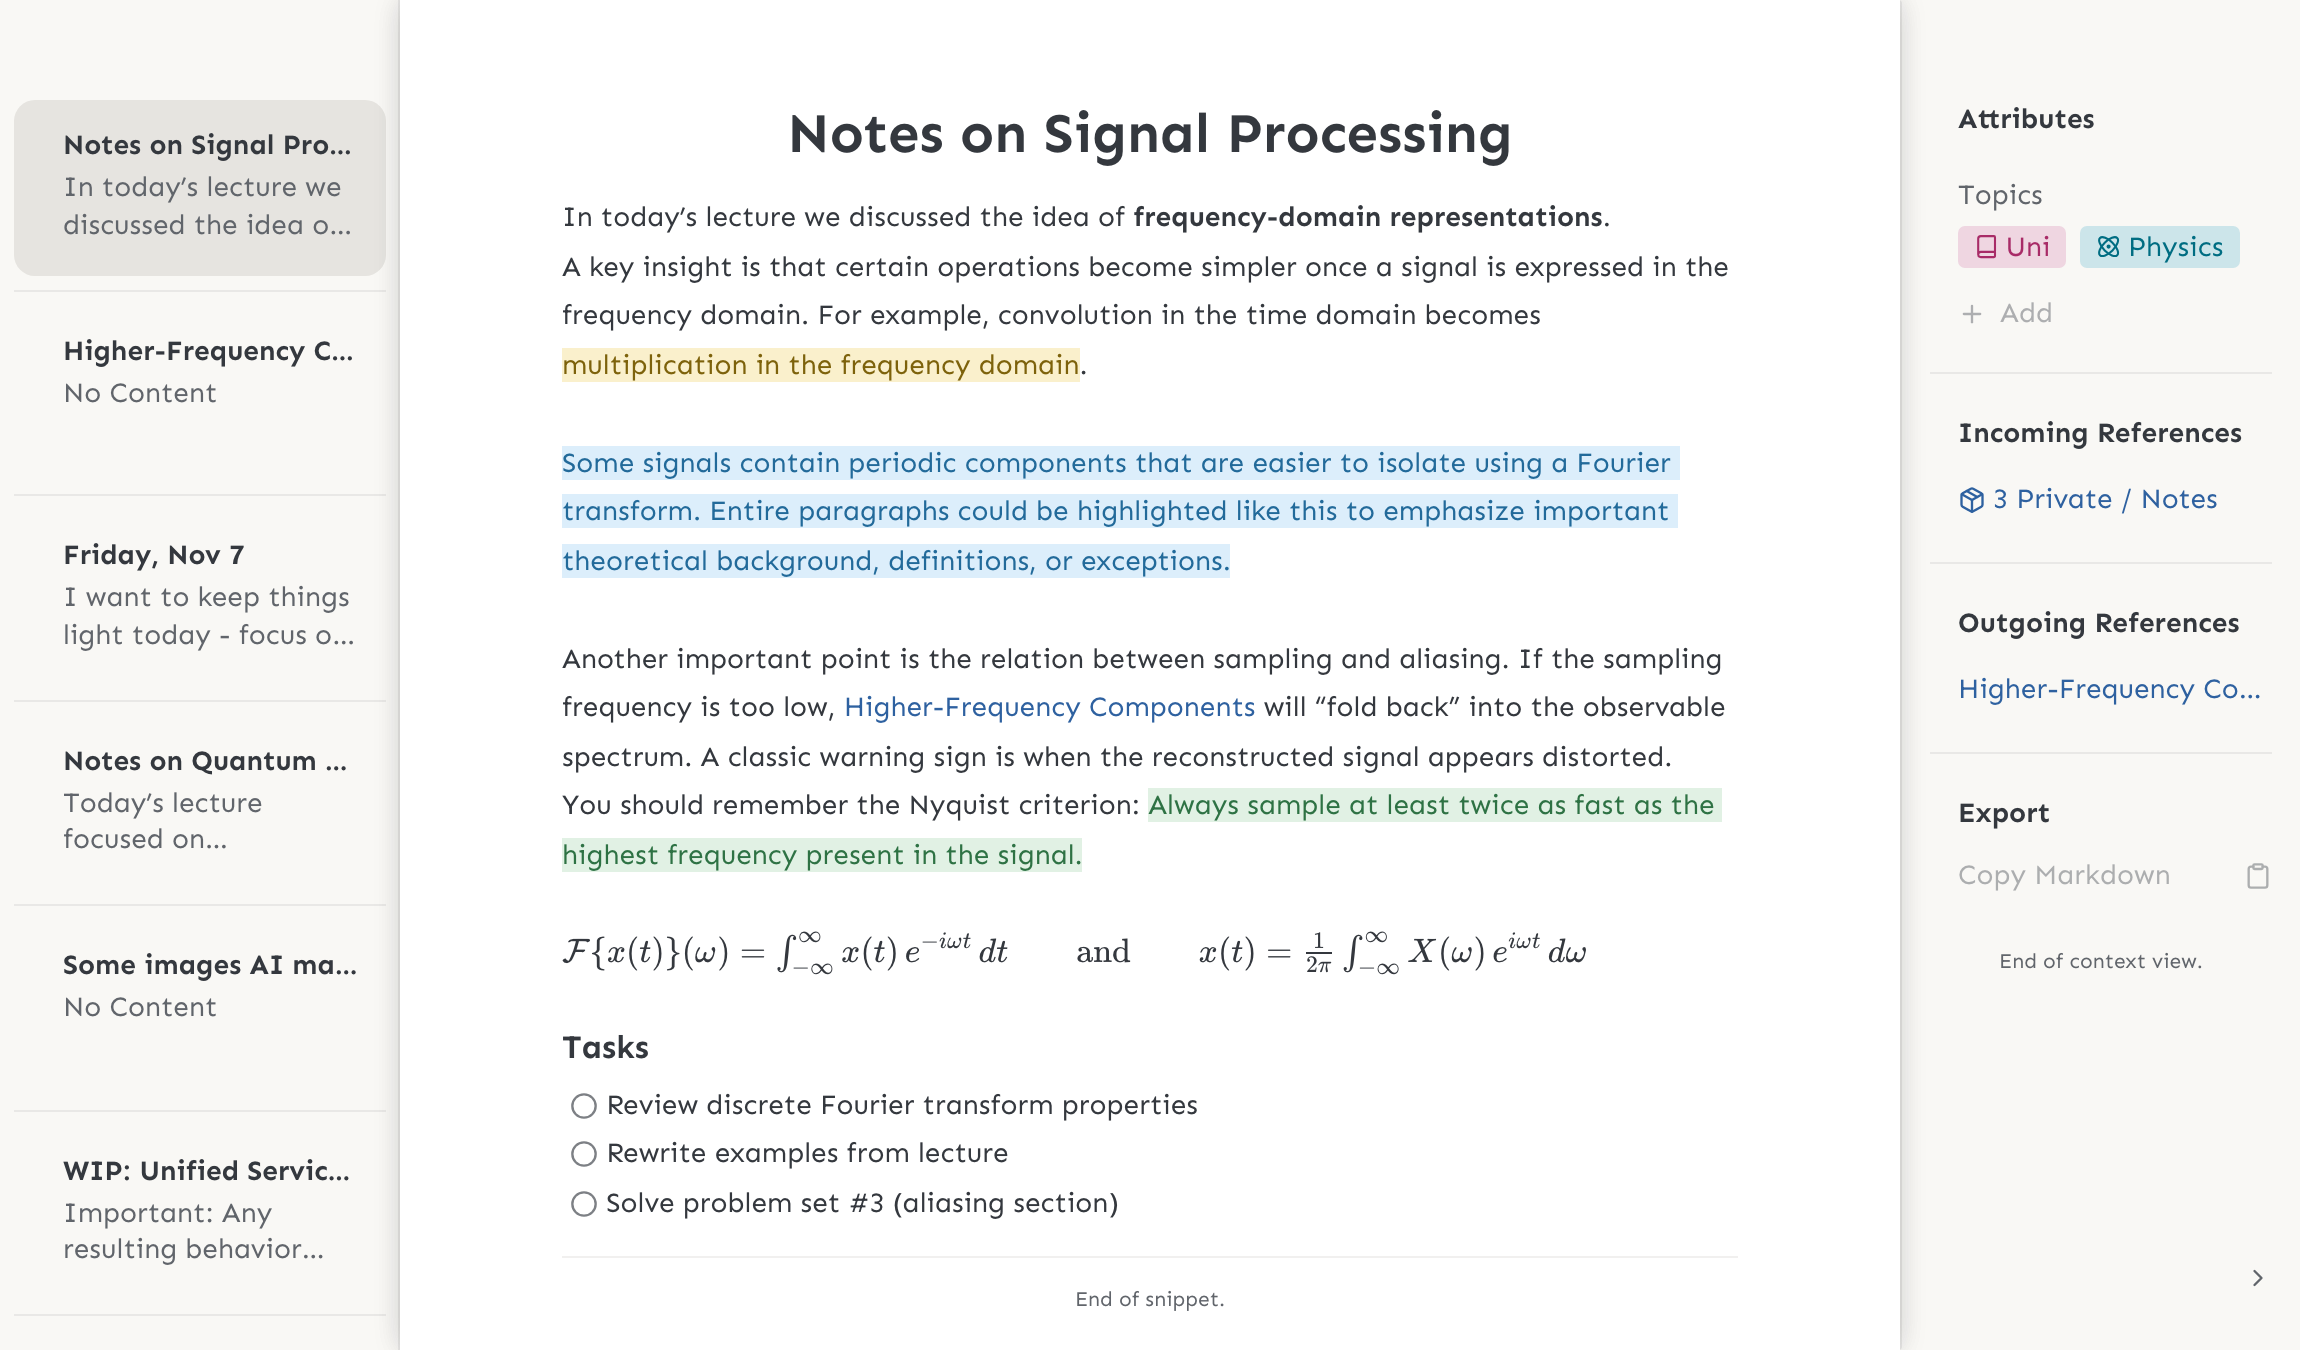 Notes on Signal Pro...
In today’s lecture we
discussed the idea o...
Higher-Frequency C...
No Content
Friday, Nov 7
I want to keep things
light today - focus o...
Notes on Quantum ...
Today’s lecture
focused on...
Some images AI ma...
No Content
WIP: Unified Servic...
Important: Any
resulting behavior...
Notes on Signal Processing
In today’s lecture we discussed the idea of frequency-domain representations.
A key insight is that certain operations become simpler once a signal is expressed in the
frequency domain. For example, convolution in the time domain becomes
multiplication in the frequency domain.
Some signals contain periodic components that are easier to isolate using a Fourier
transform. Entire paragraphs could be highlighted like this to emphasize important
theoretical background, definitions, or exceptions.
Another important point is the relation between sampling and aliasing. If the sampling
frequency is too low, Higher-Frequency Components will “fold back” into the observable
spectrum. A classic warning sign is when the reconstructed signal appears distorted.
You should remember the Nyquist criterion: Always sample at least twice as fast as the
highest frequency present in the signal.
ℱ{x(t)}(ω) = ∫_{-∞}^{∞} x(t) e^{-iωt} dt and x(t) = 1/2π ∫_{-∞}^{∞} X(ω) e^{iωt} dω
Tasks
Review discrete Fourier transform properties
Rewrite examples from lecture
Solve problem set #3 (aliasing section)
End of snippet.
Attributes
Topics
Uni Physics
+ Add
Incoming References
3 Private / Notes
Outgoing References
Higher-Frequency Co...
Export
Copy Markdown
End of context view.